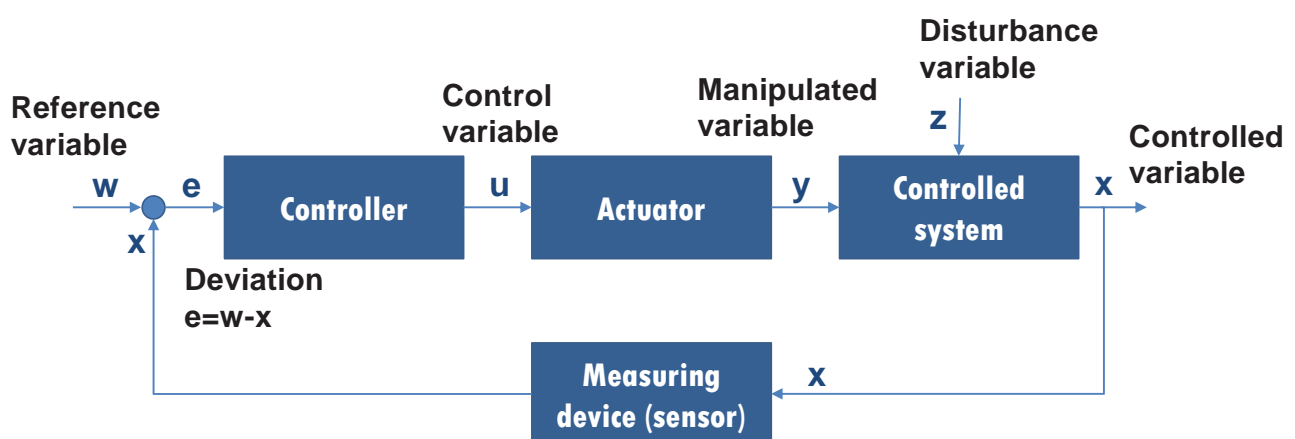 Disturbance
variable
Reference
variable
Control
variable
Manipulated
variable
z
Controlled
variable
w
e
Controller
u
Actuator
y
Controlled
system
x
x
Deviation
e=w-x
Measuring
device (sensor)
x